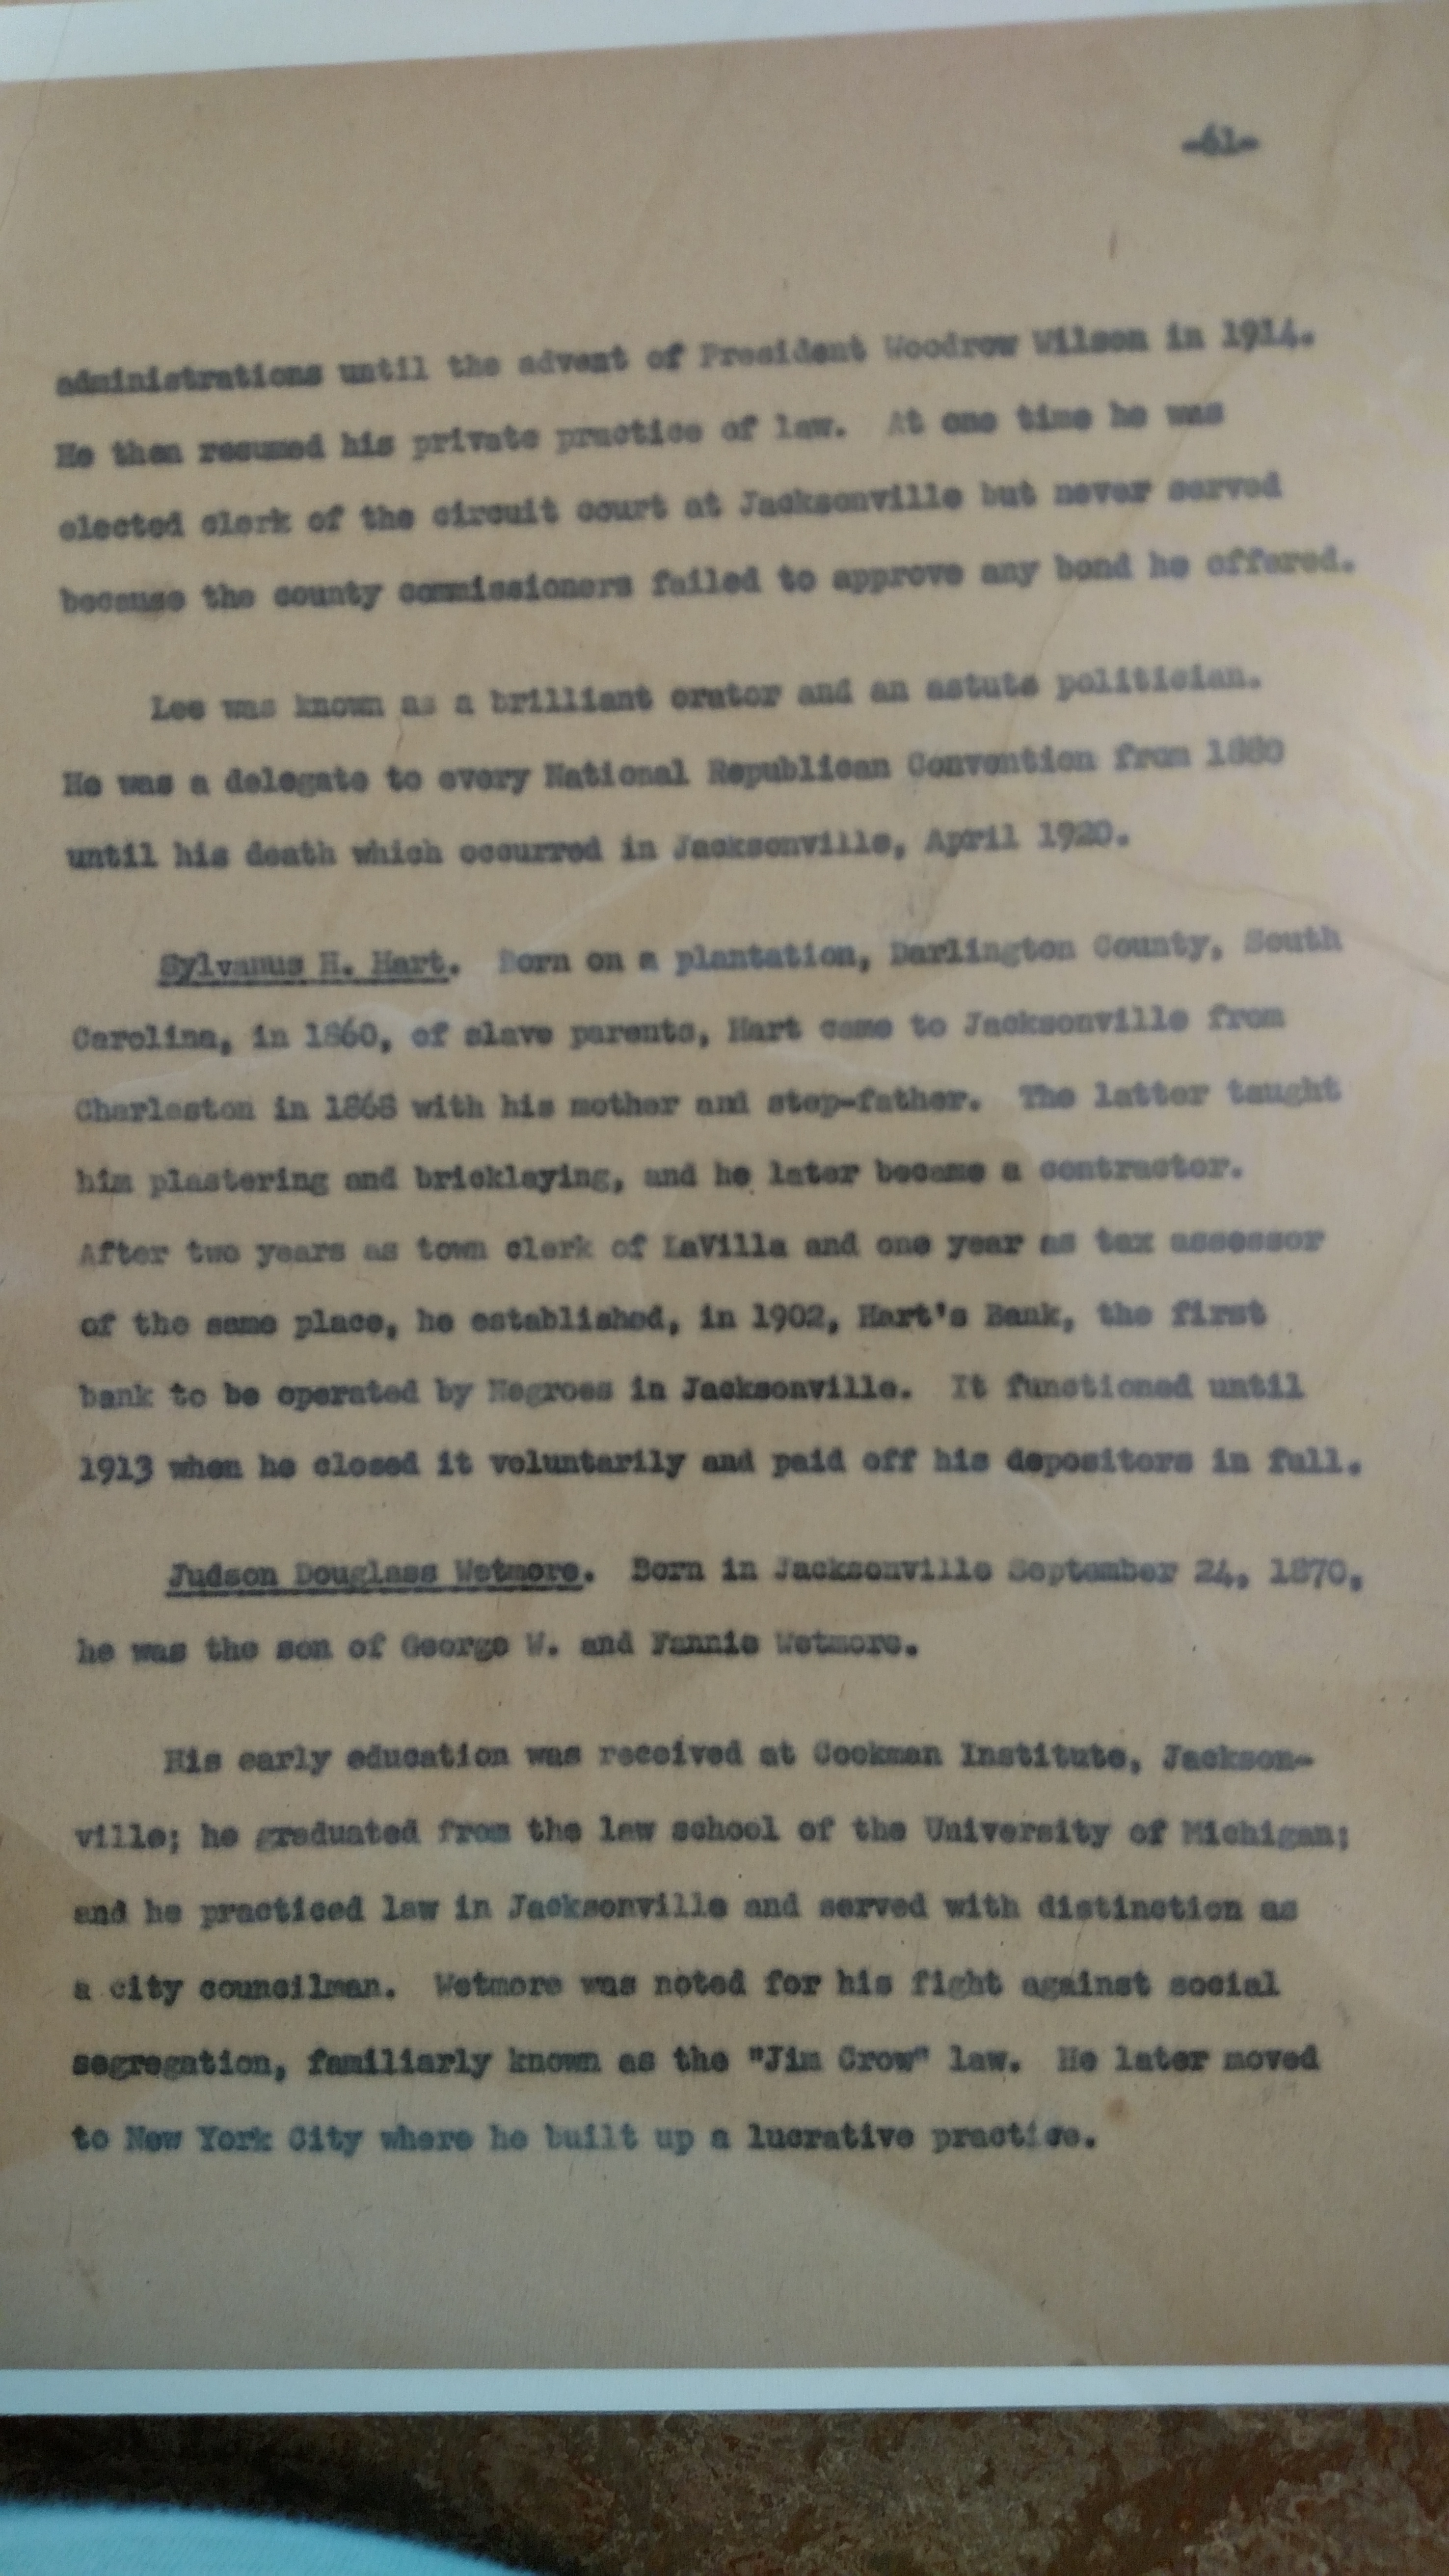 -61-
administrations until the advent of President Woodrow Wilson in 1914.
He then resumed his private practice of law. At one time he was
elected clerk of the circuit court at Jacksonville but never served
because the county commissioners failed to approve any bond he offered.
Lee was known as a brilliant orator and an astute politician.
He was a delegate to every National Republican Convention from 1880
until his death which occurred in Jacksonville, April 1920.
Sylvanus H. Hart. Born on a plantation, Darlington County, South
Carolina, in 1860, of slave parents, Hart came to Jacksonville from
Charleston in 1868 with his mother and step-father. The latter taught
him plastering and bricklaying, and he later became a contractor.
After two years as town clerk of LaVilla and one year as tax assessor
of the same place, he established, in 1902, Hart's Bank, the first
bank to be operated by Negroes in Jacksonville. It functioned until
1913 when he closed it voluntarily and paid off his depositors in full.
Judson Douglass Wetmore. Born in Jacksonville September 24, 1870,
he was the son of George W. and Fannie Wetmore.
His early education was received at Cookman Institute, Jackson-
ville; he graduated from the law school of the University of Michigan;
and he practiced law in Jacksonville and served with distinction as
a city councilman. Wetmore was noted for his fight against social
segregation, familiarly known as the "Jim Crow" law. He later moved
to New York City where he built up a lucrative practice.